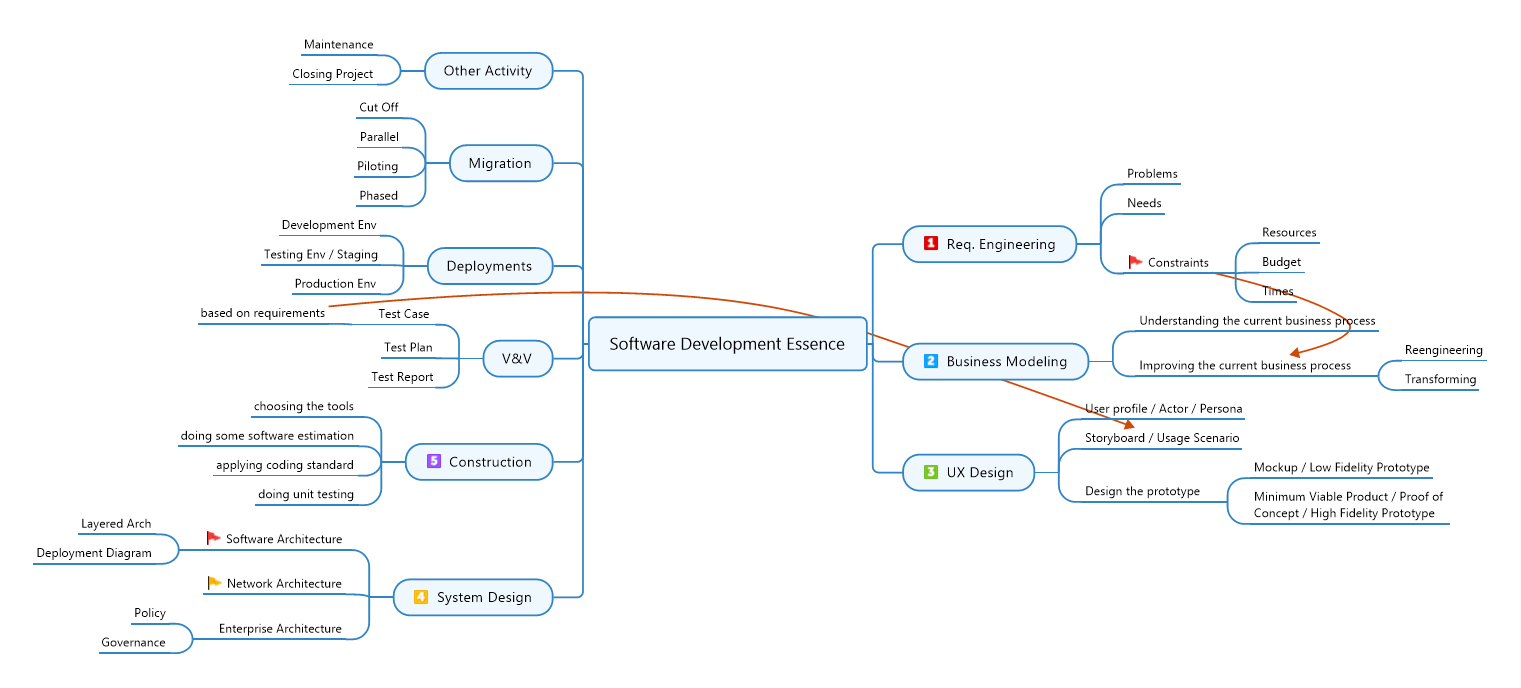 Software Development Essence
1 Req. Engineering
Problems
Needs
Constraints
Resources
Budget
Times
2 Business Modeling
Understanding the current business process
Improving the current business process
Reengineering
Transforming
3 UX Design
User profile / Actor / Persona
Storyboard / Usage Scenario
Design the prototype
Mockup / Low Fidelity Prototype
Minimum Viable Product / Proof of
Concept / High Fidelity Prototype
4 System Design
Software Architecture
Layered Arch
Deployment Diagram
Network Architecture
Enterprise Architecture
Policy
Governance
5 Construction
choosing the tools
doing some software estimation
applying coding standard
doing unit testing
V&V
Test Case
based on requirements
Test Plan
Test Report
Deployments
Development Env
Testing Env / Staging
Production Env
Migration
Cut Off
Parallel
Piloting
Phased
Other Activity
Maintenance
Closing Project